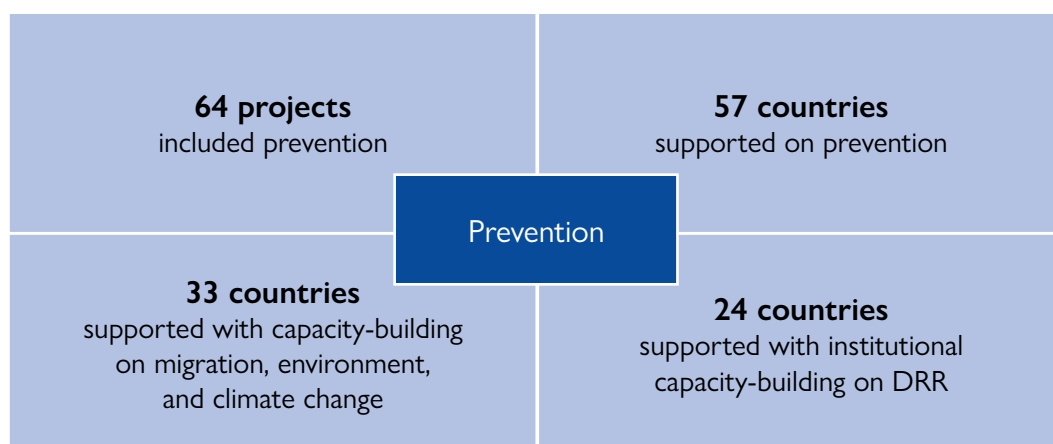 64 projects
included prevention
57 countries
supported on prevention
Prevention
33 countries
supported with capacity-building
on migration, environment,
and climate change
24 countries
supported with institutional
capacity-building on DRR